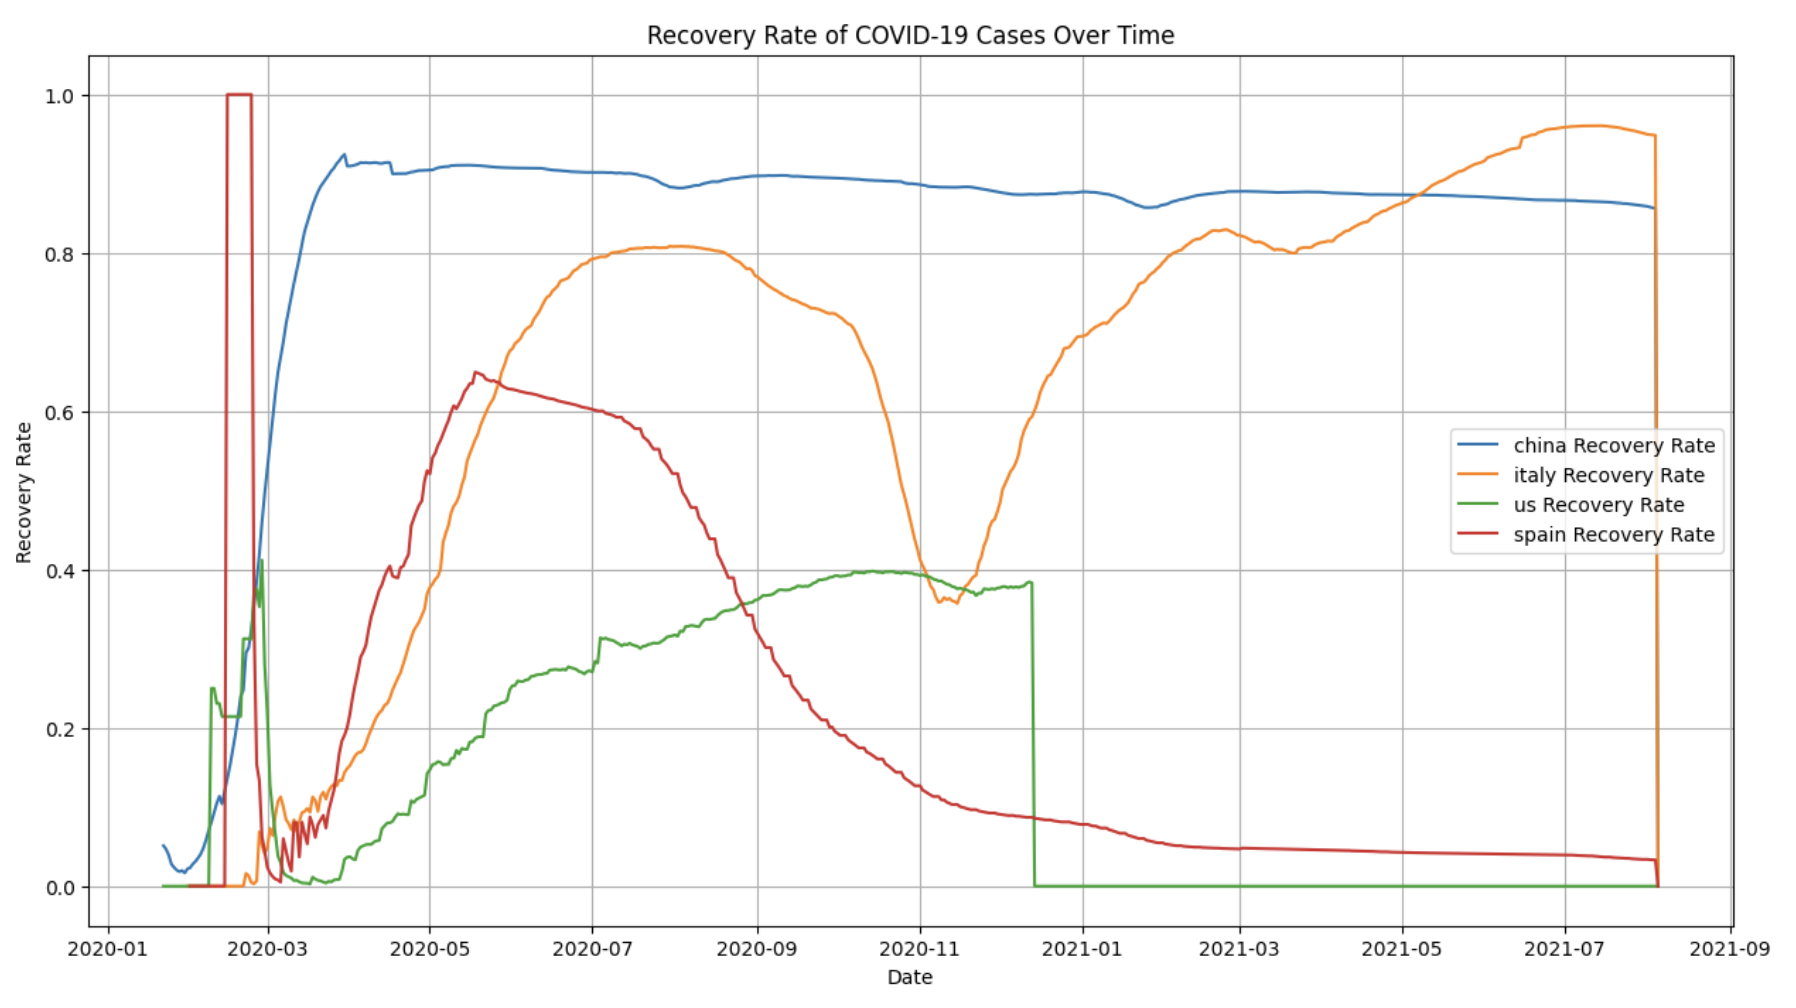 Recovery Rate of COVID-19 Cases Over Time
Recovery Rate
1.0
0.8
0.6
0.4
0.2
0.0
china Recovery Rate
italy Recovery Rate
us Recovery Rate
spain Recovery Rate
2020-01 2020-03 2020-05 2020-07 2020-09 2020-11 2021-01 2021-03 2021-05 2021-07 2021-09
Date